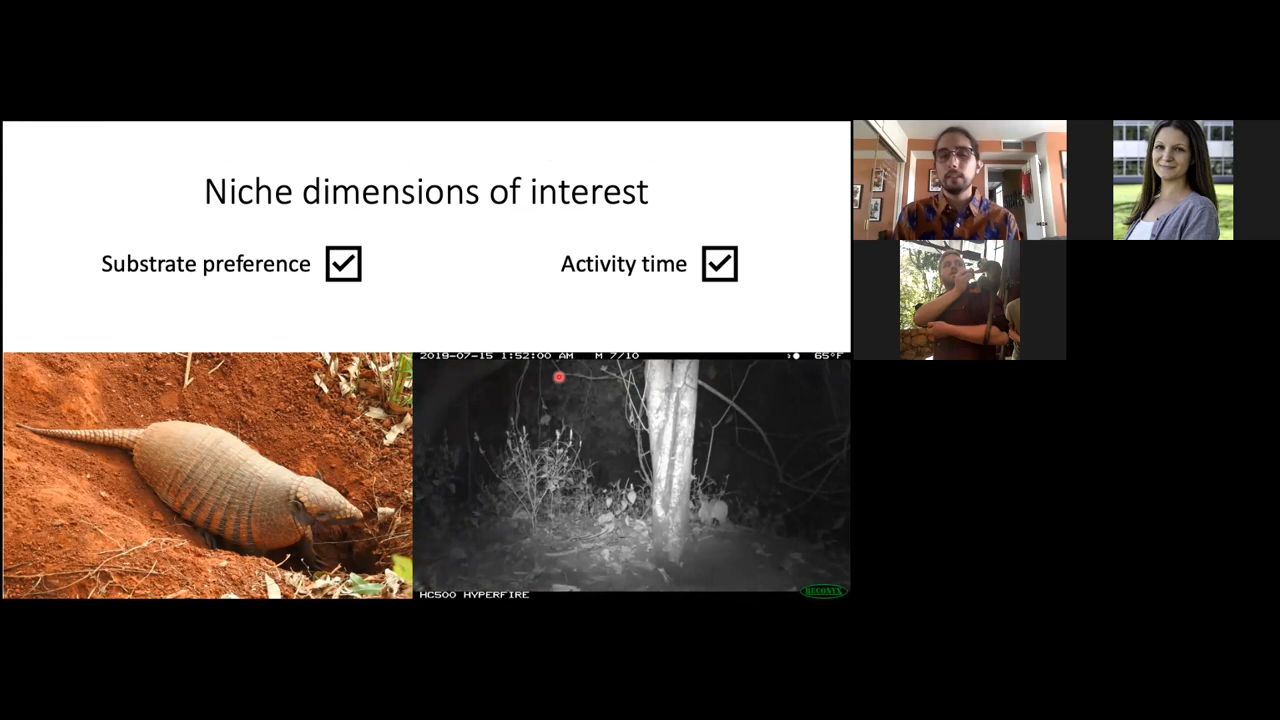 Niche dimensions of interest
Substrate preference
Activity time
2019-07-15 1:52:00 AM M 7/10 65°F
HC500 HYPERFIRE
RECONYX